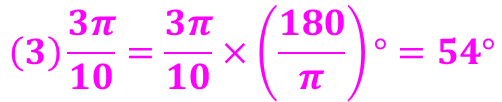 (3) 3π/10 = 3π/10 × (180/π)° = 54°